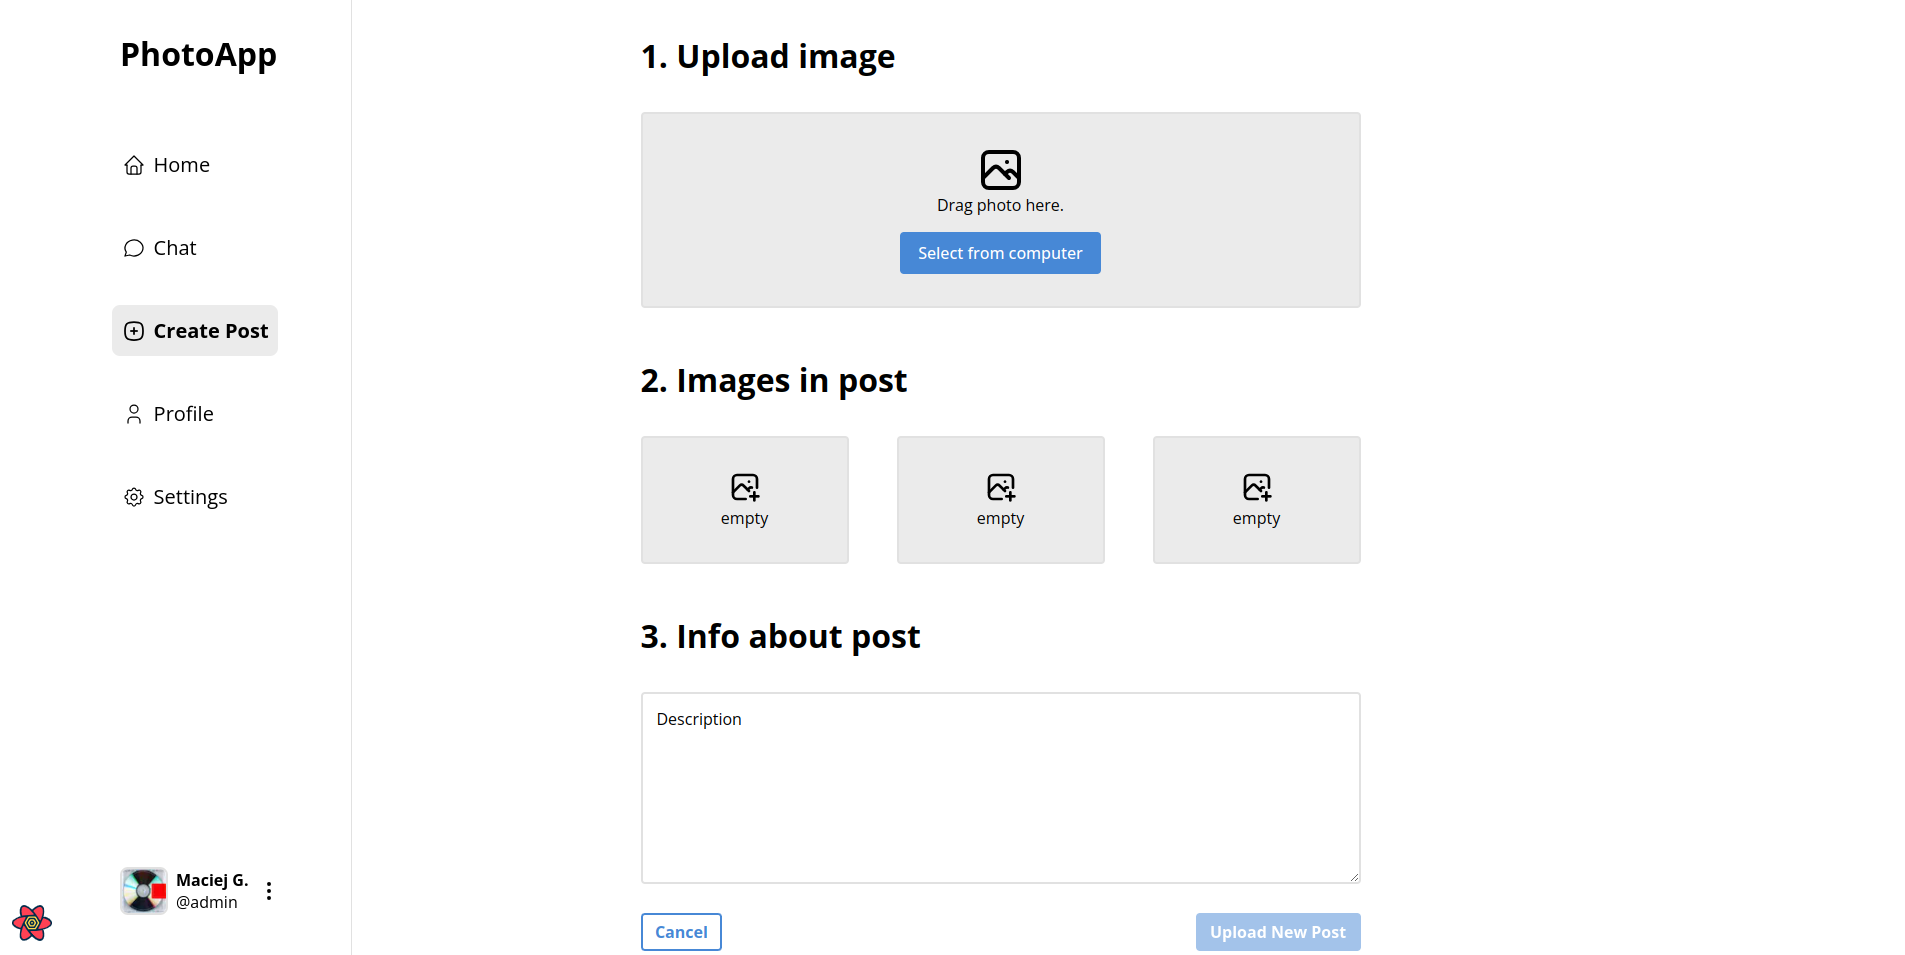 PhotoApp
Home
Chat
Create Post
Profile
Settings
Maciej G.
@admin
1. Upload image
Drag photo here.
Select from computer
2. Images in post
empty
empty
empty
3. Info about post
Description
Cancel
Upload New Post